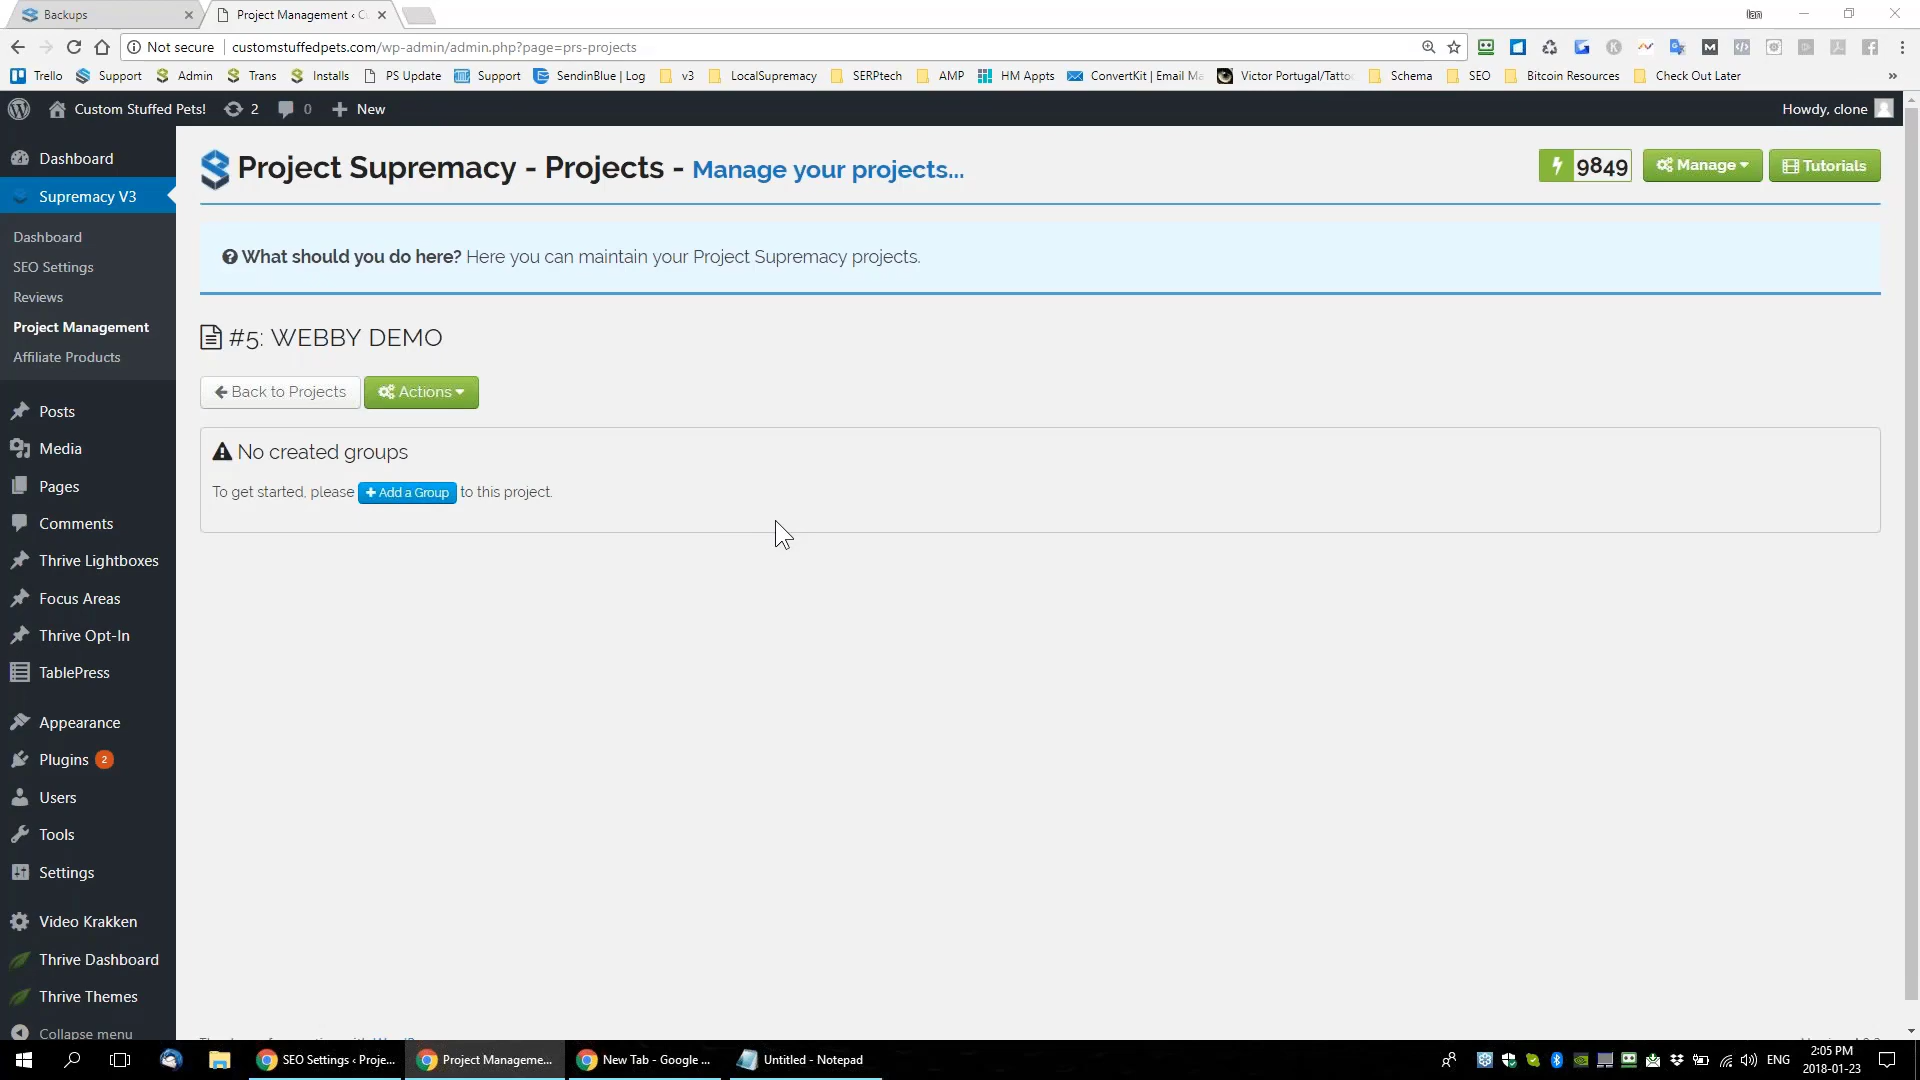 Backups
Project Management ‹ C
Ian
Not secure
customstuffedpets.com/wp-admin/admin.php?page=prs-projects
Trello
Support
Admin
Trans
Installs
PS Update
Support
SendinBlue | Log
v3
LocalSupremacy
SERPtech
AMP
HM Appts
ConvertKit | Email Ma
Victor Portugal/Tatto
Schema
SEO
Bitcoin Resources
Check Out Later
»
Custom Stuffed Pets!
2
0
New
Howdy, clone
Dashboard
Supremacy V3
Dashboard
SEO Settings
Reviews
Project Management
Affiliate Products
Posts
Media
Pages
Comments
Thrive Lightboxes
Focus Areas
Thrive Opt-In
TablePress
Appearance
Plugins 2
Users
Tools
Settings
Video Krakken
Thrive Dashboard
Thrive Themes
Collapse menu
Project Supremacy - Projects - Manage your projects...
9849
Manage
Tutorials
What should you do here? Here you can maintain your Project Supremacy projects.
#5: WEBBY DEMO
Back to Projects
Actions
No created groups
To get started, please + Add a Group to this project.
SEO Settings ‹ Proje...
Project Manageme...
New Tab - Google ...
Untitled - Notepad
ENG
2:05 PM
2018-01-23